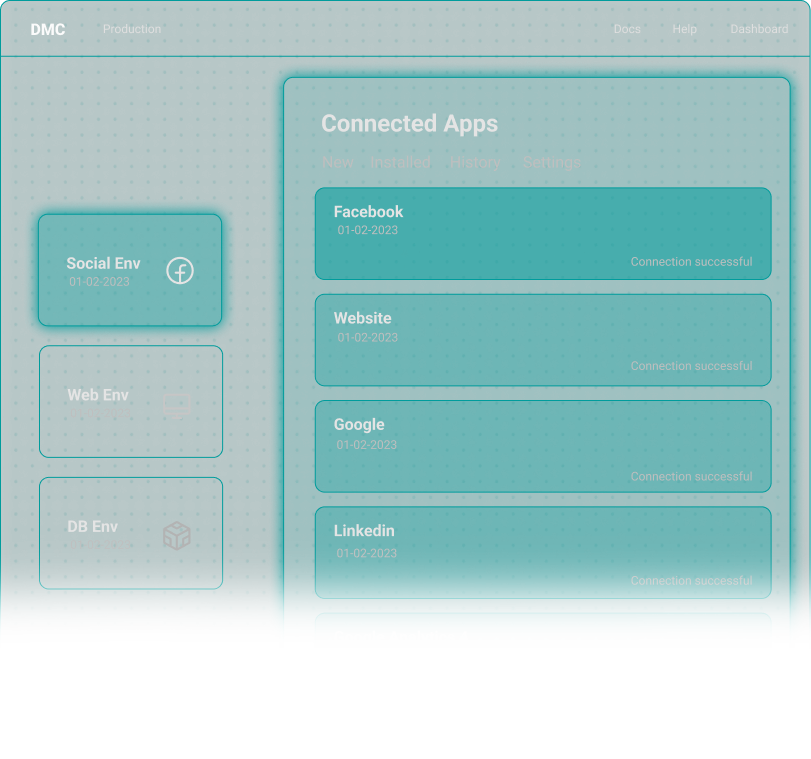 DMC Production Docs Help Dashboard
Connected Apps
New Installed History Settings
Facebook
01-02-2023
Connection successful
Social Env
01-02-2023
Website
01-02-2023
Connection successful
Web Env
Google
01-02-2023
Connection successful
DB Env
Linkedin
01-02-2023
Connection successful